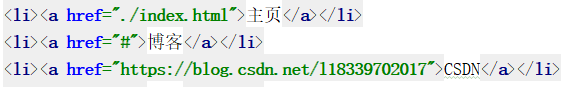 <li><a href="./index.html">主页</a></li>
<li><a href="#">博客</a></li>
<li><a href="https://blog.csdn.net/l18339702017">CSDN</a></li>